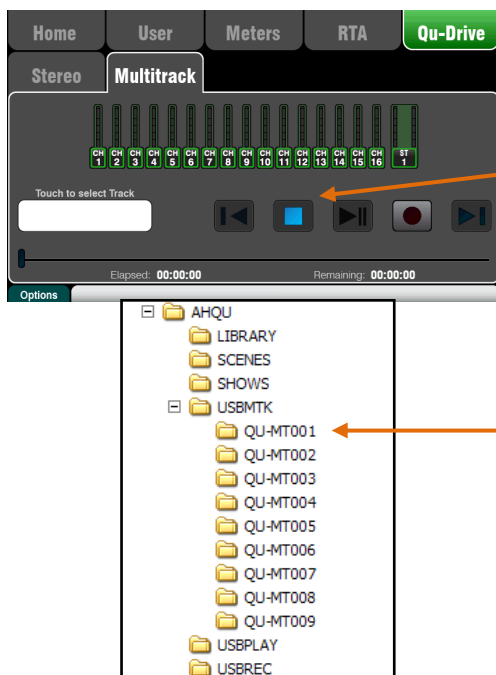 Home User Meters RTA Qu-Drive
Stereo Multitrack
CH 1 CH 2 CH 3 CH 4 CH 5 CH 6 CH 7 CH 8 CH 9 CH 10 CH 11 CH 12 CH 13 CH 14 CH 15 CH 16 ST 1
Touch to select Track
Elapsed: 00:00:00 Remaining: 00:00:00
Options
AHQU
LIBRARY
SCENES
SHOWS
USBMTK
QU-MT001
QU-MT002
QU-MT003
QU-MT004
QU-MT005
QU-MT006
QU-MT007
QU-MT008
QU-MT009
USBPLAY
USBREC